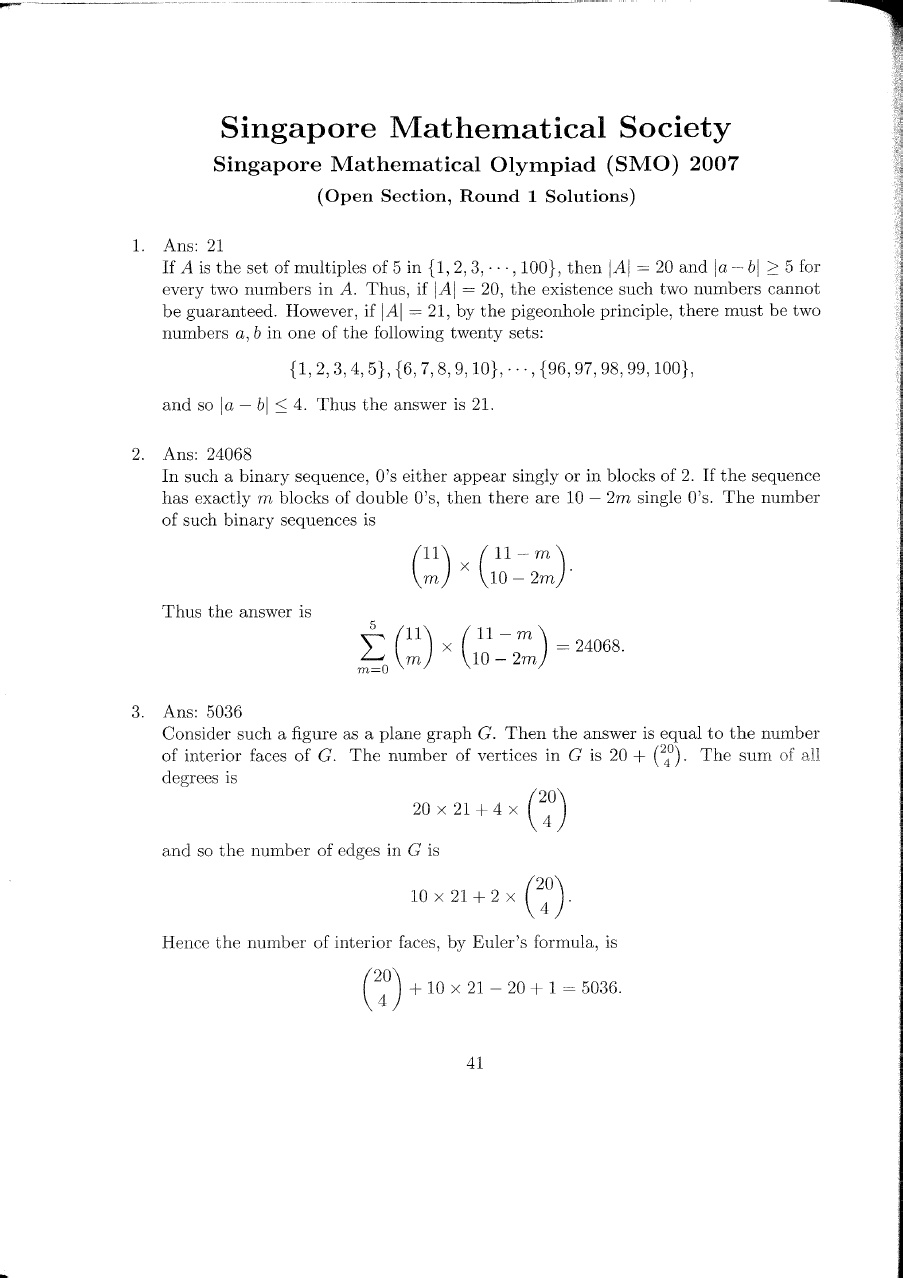 Singapore Mathematical Society
Singapore Mathematical Olympiad (SMO) 2007
(Open Section, Round 1 Solutions)
1. Ans: 21
If A is the set of multiples of 5 in {1, 2, 3, ···, 100}, then |A| = 20 and |a − b| ≥ 5 for
every two numbers in A. Thus, if |A| = 20, the existence such two numbers cannot
be guaranteed. However, if |A| = 21, by the pigeonhole principle, there must be two
numbers a, b in one of the following twenty sets:
{1, 2, 3, 4, 5}, {6, 7, 8, 9, 10}, ···, {96, 97, 98, 99, 100},
and so |a − b| ≤ 4. Thus the answer is 21.
2. Ans: 24068
In such a binary sequence, 0's either appear singly or in blocks of 2. If the sequence
has exactly m blocks of double 0's, then there are 10 − 2m single 0's. The number
of such binary sequences is
\binom{11}{m} × \binom{11 − m}{10 − 2m}.
Thus the answer is
\sum_{m=0}^{5} \binom{11}{m} × \binom{11 − m}{10 − 2m} = 24068.
3. Ans: 5036
Consider such a figure as a plane graph G. Then the answer is equal to the number
of interior faces of G. The number of vertices in G is 20 + \binom{20}{4}. The sum of all
degrees is
20 × 21 + 4 × \binom{20}{4}
and so the number of edges in G is
10 × 21 + 2 × \binom{20}{4}.
Hence the number of interior faces, by Euler's formula, is
\binom{20}{4} + 10 × 21 − 20 + 1 = 5036.
41